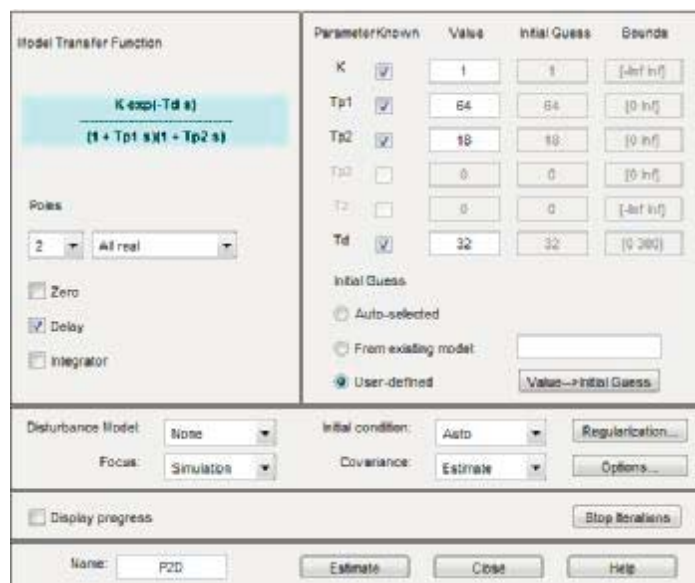 Model Transfer Function
K exp(-Td s)
(1 + Tp1 s)(1 + Tp2 s)
Poles
2 All real
Zero
Delay
Integrator
Parameter Known Value Initial Guess Bounds
K 1 1 [-Inf Inf]
Tp1 64 64 [0 Inf]
Tp2 18 18 [0 Inf]
Tp3 0 0 [0 Inf]
Tz 0 0 [-Inf Inf]
Td 32 32 [0 300]
Initial Guess
Auto-selected
From existing model:
User-defined Value-->Initial Guess
Disturbance Model: None Initial condition: Auto Regularization...
Focus: Simulation Covariance: Estimate Options...
Display progress Stop Iterations
Name: P2D Estimate Close Help